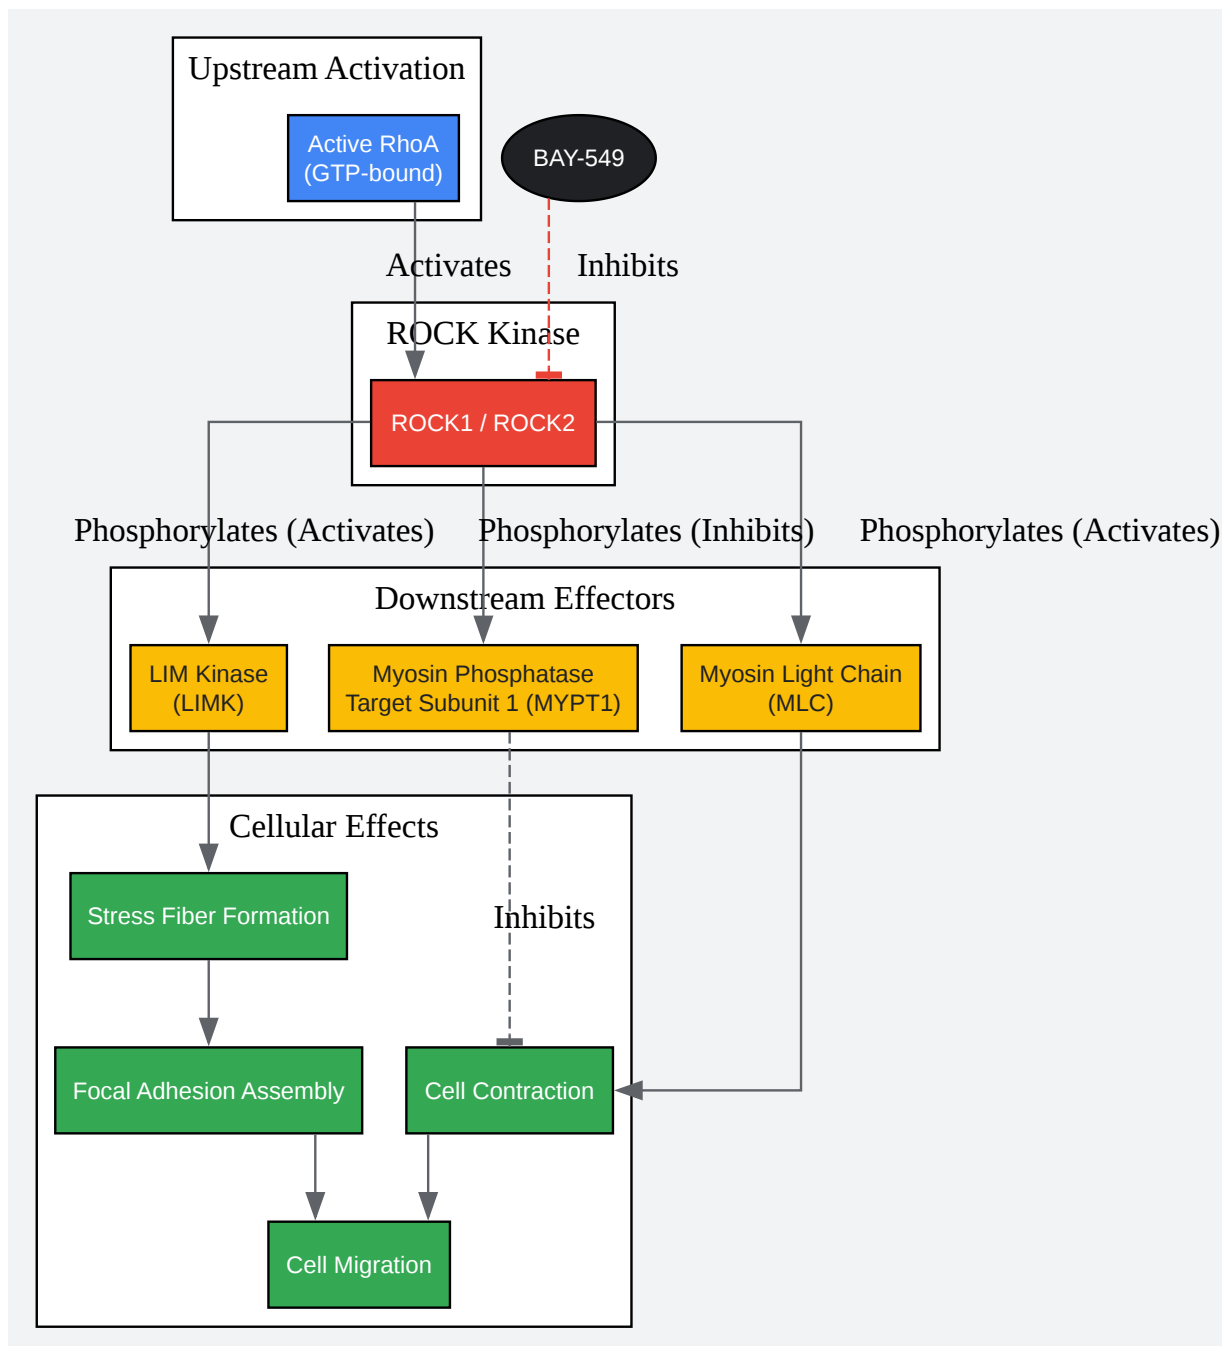 Upstream Activation
Active RhoA
(GTP-bound)
BAY-549
Activates
Inhibits
ROCK Kinase
ROCK1 / ROCK2
Phosphorylates (Activates)
Phosphorylates (Inhibits)
Phosphorylates (Activates)
Downstream Effectors
LIM Kinase
(LIMK)
Myosin Phosphatase
Target Subunit 1 (MYPT1)
Myosin Light Chain
(MLC)
Cellular Effects
Stress Fiber Formation
Inhibits
Focal Adhesion Assembly
Cell Contraction
Cell Migration